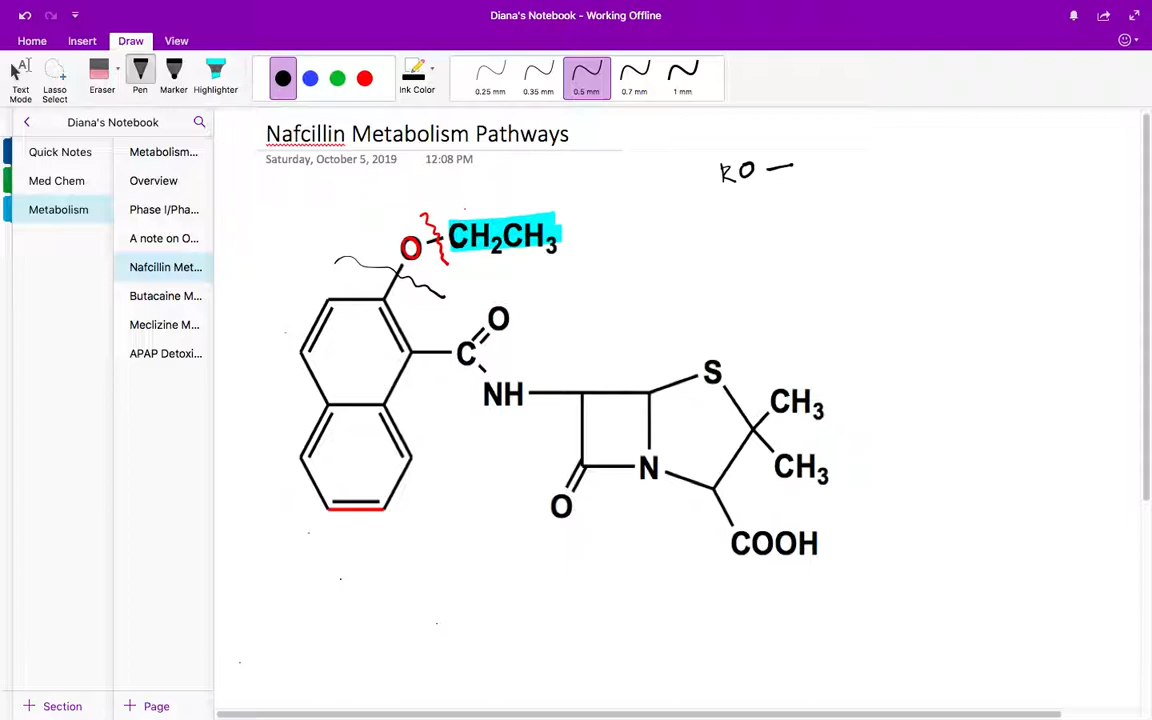 Diana's Notebook - Working Offline
Home Insert Draw View
Text Mode
Lasso Select
Eraser
Pen
Marker
Highlighter
Ink Color
0.25 mm 0.35 mm 0.5 mm 0.7 mm 1 mm
Diana's Notebook
Quick Notes
Med Chem
Metabolism
Metabolism...
Overview
Phase I/Pha...
A note on O...
Nafcillin Met...
Butacaine M...
Meclizine M...
APAP Detoxi...
+ Section
+ Page
Nafcillin Metabolism Pathways
Saturday, October 5, 2019 12:08 PM
RO —
O CH2CH3
O
C
NH
S
CH3
CH3
N
O
COOH